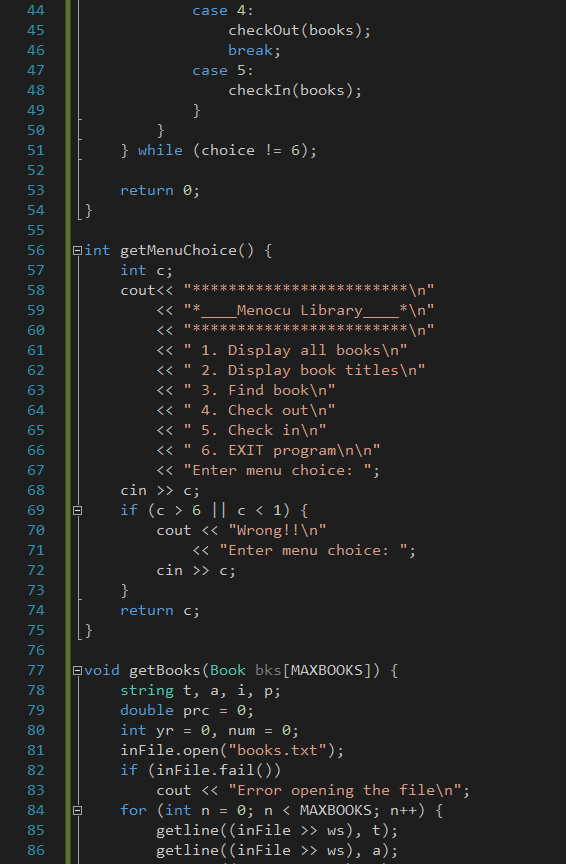 44 case 4:
45 checkOut(books);
46 break;
47 case 5:
48 checkIn(books);
49 }
50 }
51 } while (choice != 6);
52
53 return 0;
54 }
55
56 int getMenuChoice() {
57 int c;
58 cout<< "************************\n"
59 << "*____Menocu Library____*\n"
60 << "************************\n"
61 << " 1. Display all books\n"
62 << " 2. Display book titles\n"
63 << " 3. Find book\n"
64 << " 4. Check out\n"
65 << " 5. Check in\n"
66 << " 6. EXIT program\n\n"
67 << "Enter menu choice: ";
68 cin >> c;
69 if (c > 6 || c < 1) {
70 cout << "Wrong!!\n"
71 << "Enter menu choice: ";
72 cin >> c;
73 }
74 return c;
75 }
76
77 void getBooks(Book bks[MAXBOOKS]) {
78 string t, a, i, p;
79 double prc = 0;
80 int yr = 0, num = 0;
81 inFile.open("books.txt");
82 if (inFile.fail())
83 cout << "Error opening the file\n";
84 for (int n = 0; n < MAXBOOKS; n++) {
85 getline((inFile >> ws), t);
86 getline((inFile >> ws), a);